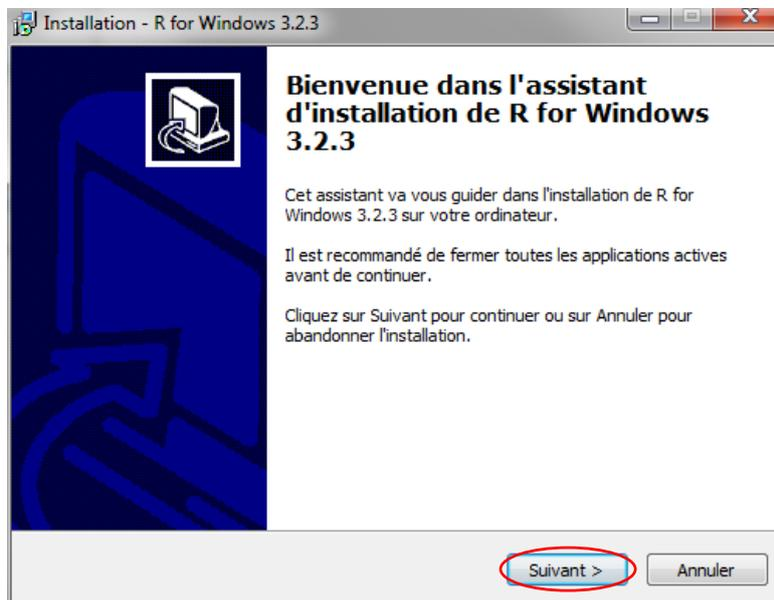 Installation - R for Windows 3.2.3
Bienvenue dans l'assistant
d'installation de R for Windows
3.2.3
Cet assistant va vous guider dans l'installation de R for
Windows 3.2.3 sur votre ordinateur.
Il est recommandé de fermer toutes les applications actives
avant de continuer.
Cliquez sur Suivant pour continuer ou sur Annuler pour
abandonner l'installation.
Suivant >
Annuler